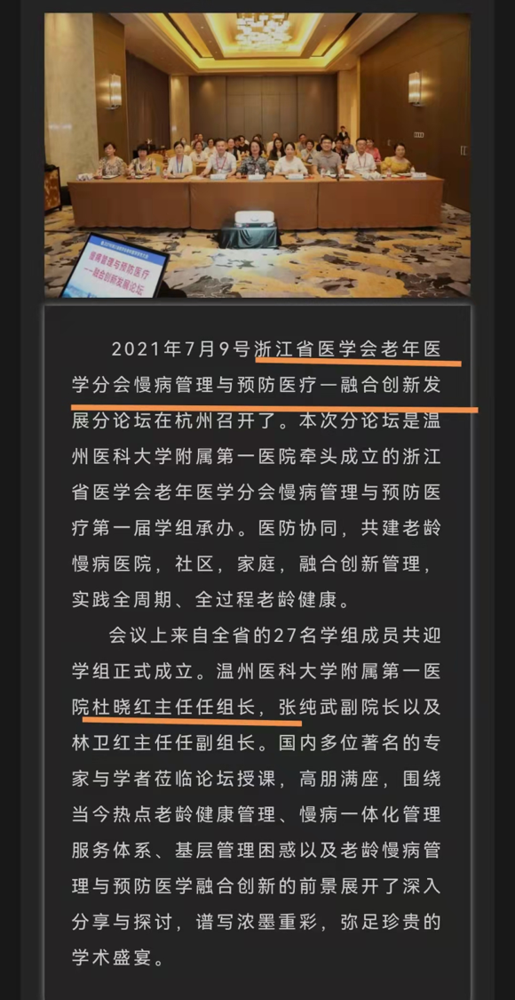 慢病管理与预防医疗
——融合创新发展论坛
2021年7月9号浙江省医学会老年医
学分会慢病管理与预防医疗—融合创新发
展分论坛在杭州召开了。本次分论坛是温
州医科大学附属第一医院牵头成立的浙江
省医学会老年医学分会慢病管理与预防医
疗第一届学组承办。医防协同，共建老龄
慢病医院，社区，家庭，融合创新管理，
实践全周期、全过程老龄健康。
会议上来自全省的27名学组成员共迎
学组正式成立。温州医科大学附属第一医
院杜晓红主任任组长，张纯武副院长以及
林卫红主任任副组长。国内多位著名的专
家与学者莅临论坛授课，高朋满座，围绕
当今热点老龄健康管理、慢病一体化管理
服务体系、基层管理困惑以及老龄慢病管
理与预防医学融合创新的前景展开了深入
分享与探讨，谱写浓墨重彩，弥足珍贵的
学术盛宴。